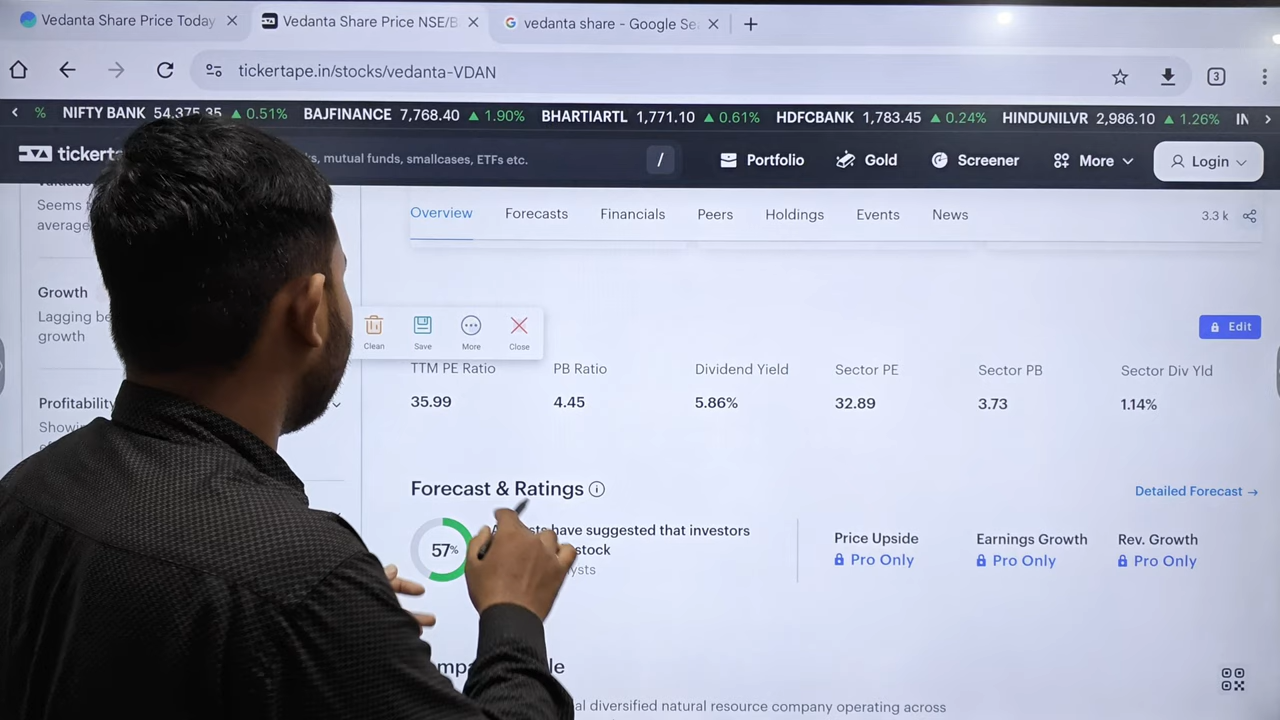 Vedanta Share Price Today
Vedanta Share Price NSE/B
vedanta share - Google Se
tickertape.in/stocks/vedanta-VDAN
3
% NIFTY BANK 54,375.35 ▲ 0.51% BAJFINANCE 7,768.40 ▲ 1.90% BHARTIARTL 1,771.10 ▲ 0.61% HDFCBANK 1,783.45 ▲ 0.24% HINDUNILVR 2,986.10 ▲ 1.26% IN
tickert
s, mutual funds, smallcases, ETFs etc.
/
Portfolio
Gold
Screener
More
Login
Seems
average
Growth
Lagging be
growth
Profitability
Showi
Overview Forecasts Financials Peers Holdings Events News
3.3 k
Clean Save More Close
Edit
TTM PE Ratio PB Ratio Dividend Yield Sector PE Sector PB Sector Div Yld
35.99 4.45 5.86% 32.89 3.73 1.14%
Forecast & Ratings
Detailed Forecast →
57%
have suggested that investors
stock
ysts
Price Upside Earnings Growth Rev. Growth
Pro Only Pro Only Pro Only
al diversified natural resource company operating across